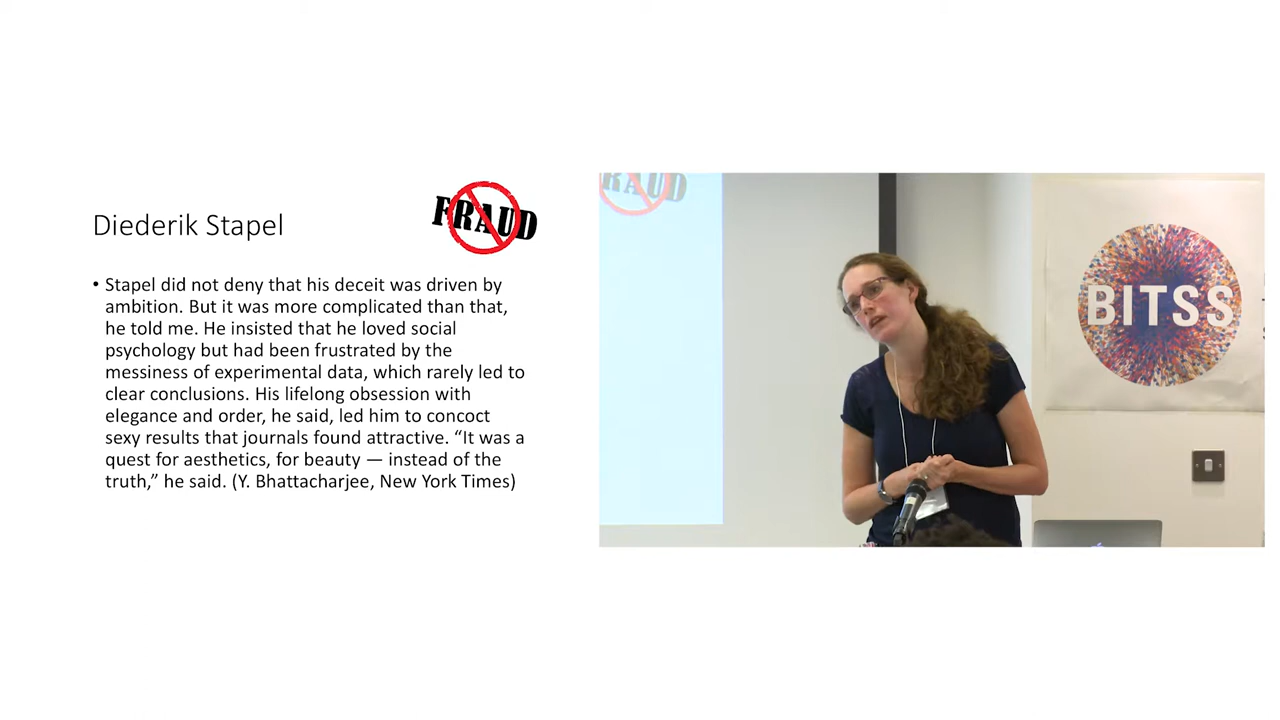 Diederik Stapel
FRAUD
• Stapel did not deny that his deceit was driven by
ambition. But it was more complicated than that,
he told me. He insisted that he loved social
psychology but had been frustrated by the
messiness of experimental data, which rarely led to
clear conclusions. His lifelong obsession with
elegance and order, he said, led him to concoct
sexy results that journals found attractive. “It was a
quest for aesthetics, for beauty — instead of the
truth,” he said. (Y. Bhattacharjee, New York Times)
RAUD
BITSS